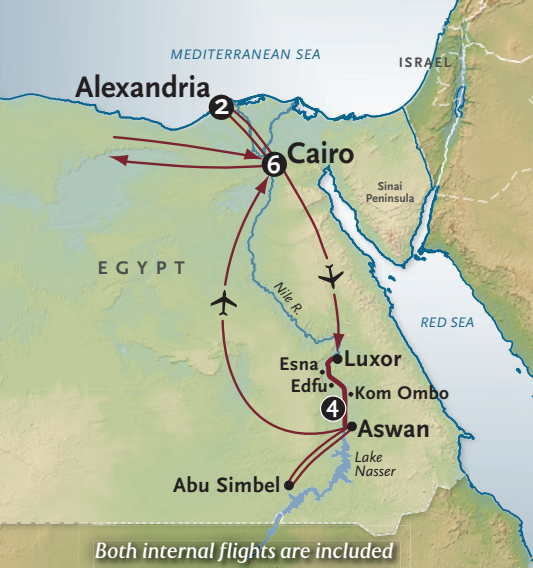 MEDITERRANEAN SEA
ISRAEL
Alexandria
2
6
Cairo
Sinai
Peninsula
EGYPT
Nile R.
RED SEA
Luxor
Esna
Edfu
Kom Ombo
4
Aswan
Lake
Nasser
Abu Simbel
Both internal flights are included